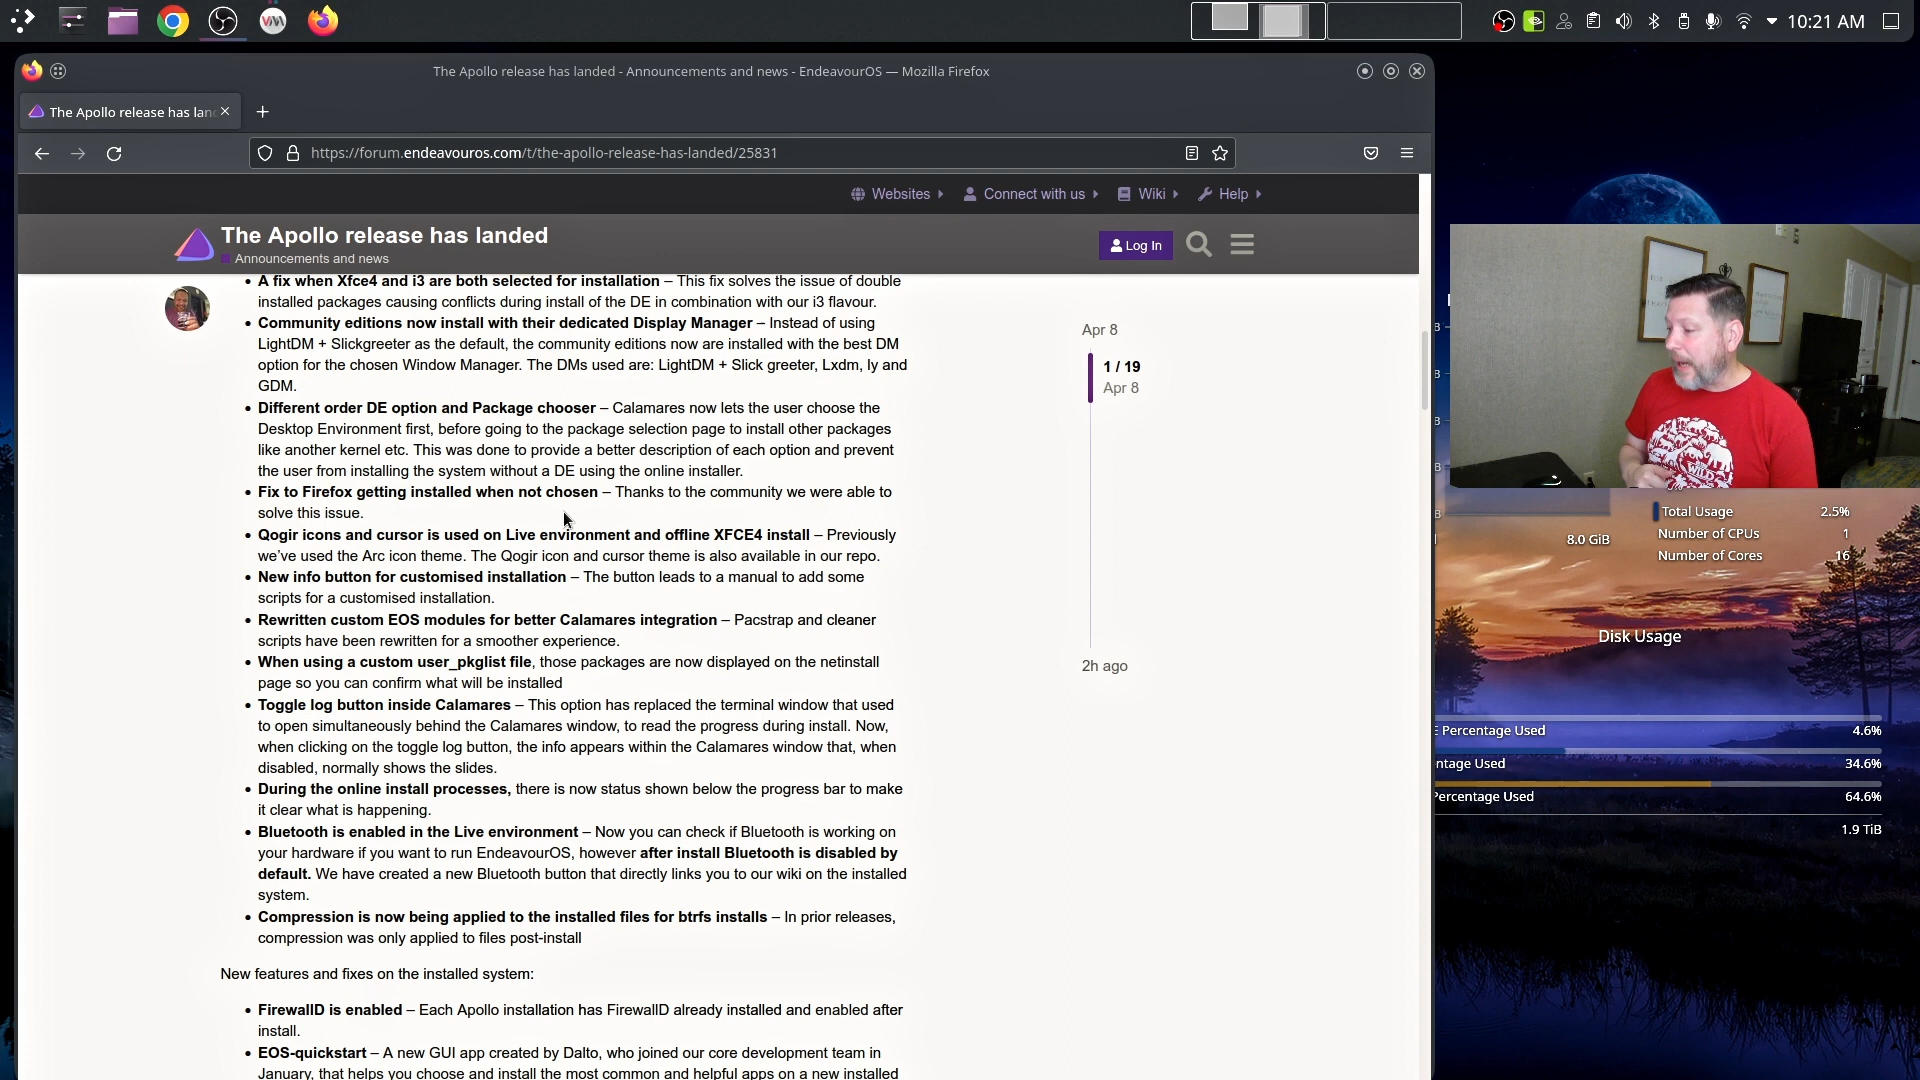 10:21 AM
The Apollo release has landed - Announcements and news - EndeavourOS — Mozilla Firefox
The Apollo release has lanc
https://forum.endeavouros.com/t/the-apollo-release-has-landed/25831
Websites
Connect with us
Wiki
Help
The Apollo release has landed
Announcements and news
Log In
• A fix when Xfce4 and i3 are both selected for installation – This fix solves the issue of double
installed packages causing conflicts during install of the DE in combination with our i3 flavour.
• Community editions now install with their dedicated Display Manager – Instead of using
LightDM + Slickgreeter as the default, the community editions now are installed with the best DM
option for the chosen Window Manager. The DMs used are: LightDM + Slick greeter, Lxdm, ly and
GDM.
• Different order DE option and Package chooser – Calamares now lets the user choose the
Desktop Environment first, before going to the package selection page to install other packages
like another kernel etc. This was done to provide a better description of each option and prevent
the user from installing the system without a DE using the online installer.
• Fix to Firefox getting installed when not chosen – Thanks to the community we were able to
solve this issue.
• Qogir icons and cursor is used on Live environment and offline XFCE4 install – Previously
we've used the Arc icon theme. The Qogir icon and cursor theme is also available in our repo.
• New info button for customised installation – The button leads to a manual to add some
scripts for a customised installation.
• Rewritten custom EOS modules for better Calamares integration – Pacstrap and cleaner
scripts have been rewritten for a smoother experience.
• When using a custom user_pkglist file, those packages are now displayed on the netinstall
page so you can confirm what will be installed
• Toggle log button inside Calamares – This option has replaced the terminal window that used
to open simultaneously behind the Calamares window, to read the progress during install. Now,
when clicking on the toggle log button, the info appears within the Calamares window that, when
disabled, normally shows the slides.
• During the online install processes, there is now status shown below the progress bar to make
it clear what is happening.
• Bluetooth is enabled in the Live environment – Now you can check if Bluetooth is working on
your hardware if you want to run EndeavourOS, however after install Bluetooth is disabled by
default. We have created a new Bluetooth button that directly links you to our wiki on the installed
system.
• Compression is now being applied to the installed files for btrfs installs – In prior releases,
compression was only applied to files post-install
New features and fixes on the installed system:
• FirewallD is enabled – Each Apollo installation has FirewallD already installed and enabled after
install.
• EOS-quickstart – A new GUI app created by Dalto, who joined our core development team in
January, that helps you choose and install the most common and helpful apps on a new installed
Apr 8
1 / 19
Apr 8
2h ago
8.0 GiB
Total Usage 2.5%
Number of CPUs 1
Number of Cores 16
Disk Usage
Percentage Used 4.6%
ntage Used 34.6%
Percentage Used 64.6%
1.9 TiB